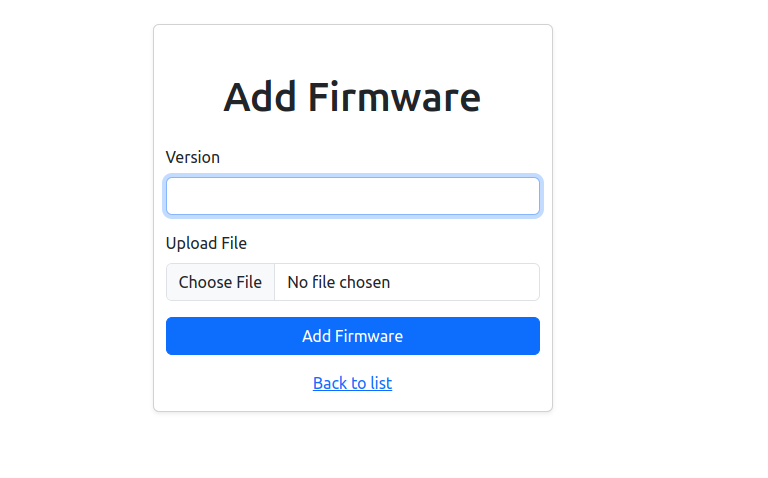 Add Firmware
Version
Upload File
Choose File No file chosen
Add Firmware
Back to list